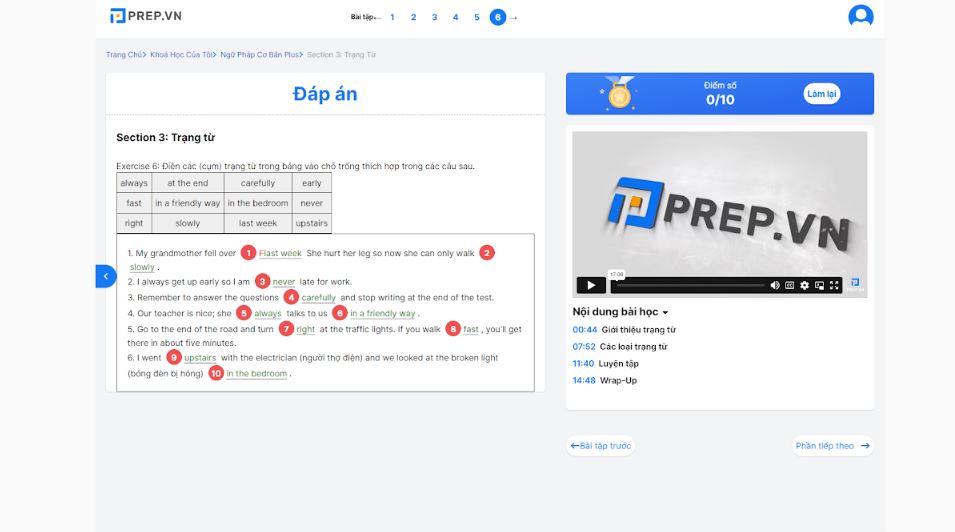 PREP.VN
Bài tập← 1 2 3 4 5 6 →
Trang Chủ> Khoá Học Của Tôi> Ngữ Pháp Cơ Bản Plus> Section 3: Trạng Từ
Đáp án
Section 3: Trạng từ
Exercise 6: Điền các (cụm) trạng từ trong bảng vào chỗ trống thích hợp trong các câu sau.
always at the end carefully early
fast in a friendly way in the bedroom never
right slowly last week upstairs
1. My grandmother fell over 1 Flast week She hurt her leg so now she can only walk 2
slowly .
2. I always get up early so I am 3 never late for work.
3. Remember to answer the questions 4 carefully and stop writing at the end of the test.
4. Our teacher is nice; she 5 always talks to us 6 in a friendly way .
5. Go to the end of the road and turn 7 right at the traffic lights. If you walk 8 fast , you'll get
there in about five minutes.
6. I went 9 upstairs with the electrician (người thợ điện) and we looked at the broken light
(bóng đèn bị hỏng) 10 in the bedroom .
Điểm số
0/10
Làm lại
PREP.VN
17:08
Nội dung bài học
00:44 Giới thiệu trạng từ
07:52 Các loại trạng từ
11:40 Luyện tập
14:48 Wrap-Up
←Bài tập trước
Phần tiếp theo →